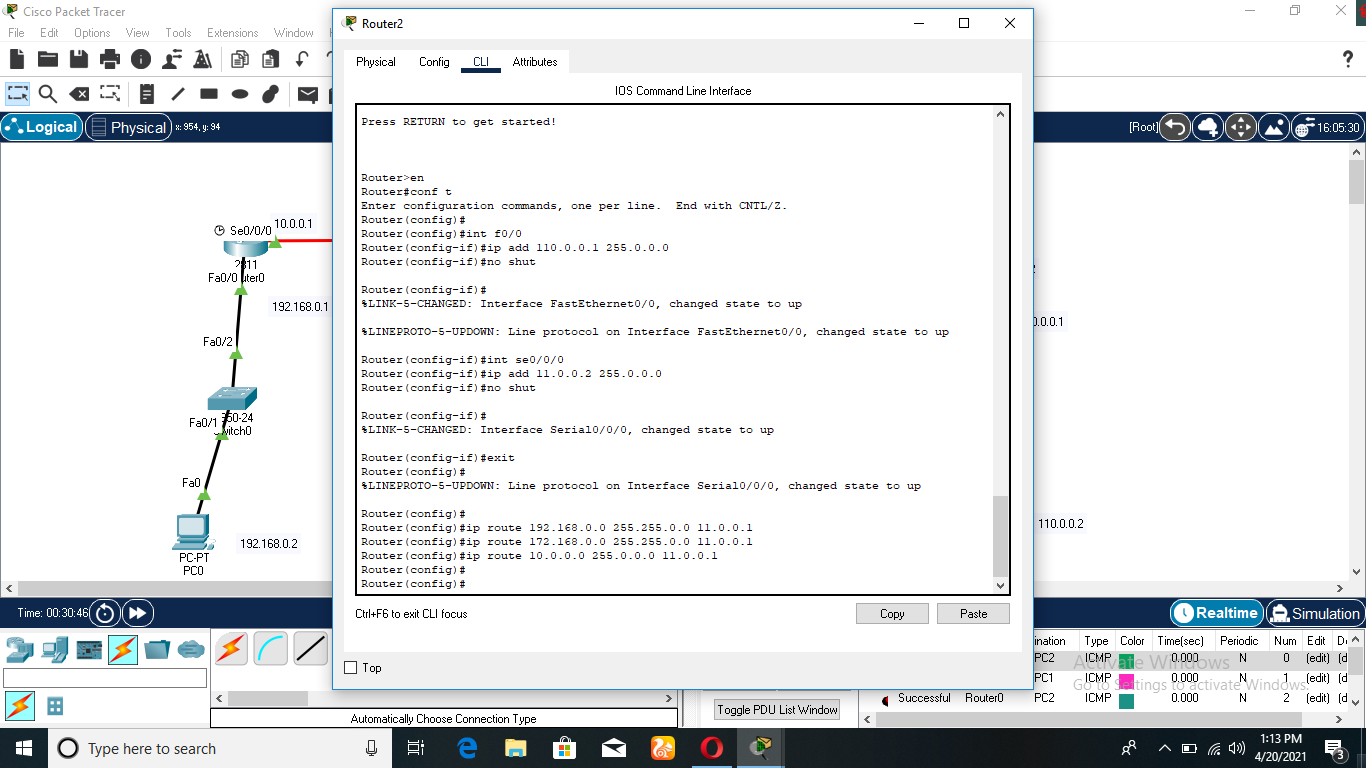 Cisco Packet Tracer
File Edit Options View Tools Extensions Window
Router2
Physical Config CLI Attributes
IOS Command Line Interface
Logical Physical x: 954, y: 94
[Root] 16:05:30
Press RETURN to get started!
Router>en
Router#conf t
Enter configuration commands, one per line. End with CNTL/Z.
Router(config)#
Router(config)#int f0/0
Router(config-if)#ip add 110.0.0.1 255.0.0.0
Router(config-if)#no shut
Router(config-if)#
%LINK-5-CHANGED: Interface FastEthernet0/0, changed state to up
%LINEPROTO-5-UPDOWN: Line protocol on Interface FastEthernet0/0, changed state to up
Router(config-if)#int se0/0/0
Router(config-if)#ip add 11.0.0.2 255.0.0.0
Router(config-if)#no shut
Router(config-if)#
%LINK-5-CHANGED: Interface Serial0/0/0, changed state to up
Router(config-if)#exit
Router(config)#
%LINEPROTO-5-UPDOWN: Line protocol on Interface Serial0/0/0, changed state to up
Router(config)#
Router(config)#ip route 192.168.0.0 255.255.0.0 11.0.0.1
Router(config)#ip route 172.168.0.0 255.255.0.0 11.0.0.1
Router(config)#ip route 10.0.0.0 255.0.0.0 11.0.0.1
Router(config)#
Router(config)#
Ctrl+F6 to exit CLI focus
Copy Paste
Top
Se0/0/0 10.0.0.1
2811
Fa0/0 uter0
192.168.0.1
Fa0/2
Fa0/1 50-24
witch0
Fa0
192.168.0.2
PC-PT
PC0
0.0.0.1
110.0.0.2
Time: 00:30:46
Realtime Simulation
Automatically Choose Connection Type
Toggle PDU List Window
ination Type Color Time(sec) Periodic Num Edit De
PC2 ICMP 0.000 N 0 (edit) (d
PC1 ICMP 0.000 N 1 (edit) (d
Successful Router0 PC2 ICMP 0.000 N 2 (edit) (d
Activate Windows
Go to Settings to activate Windows.
Type here to search
1:13 PM
4/20/2021
3